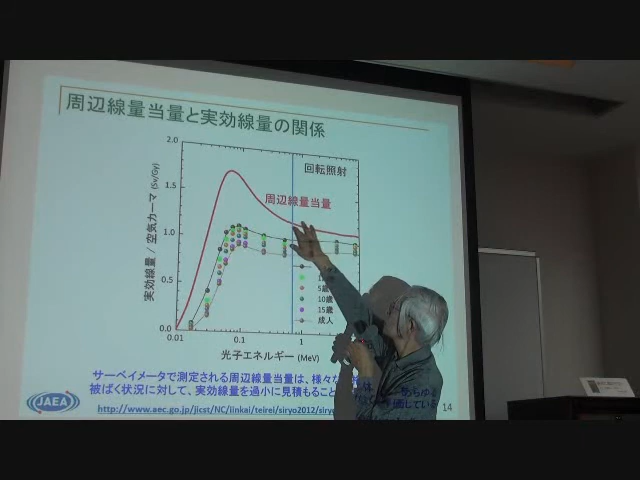 周辺線量当量と実効線量の関係
2.0
1.5
1.0
0.5
0
0.01
0.1
1
実効線量 / 空気カーマ (Sv/Gy)
回転照射
周辺線量当量
5歳
10歳
15歳
成人
光子エネルギー (MeV)
サーベイメータで測定される周辺線量当量は、様々な
被ばく状況に対して、実効線量を過小に見積もること
している
JAEA
http://www.aec.go.jp/jicst/NC/iinkai/teirei/siryo2012/sir
14